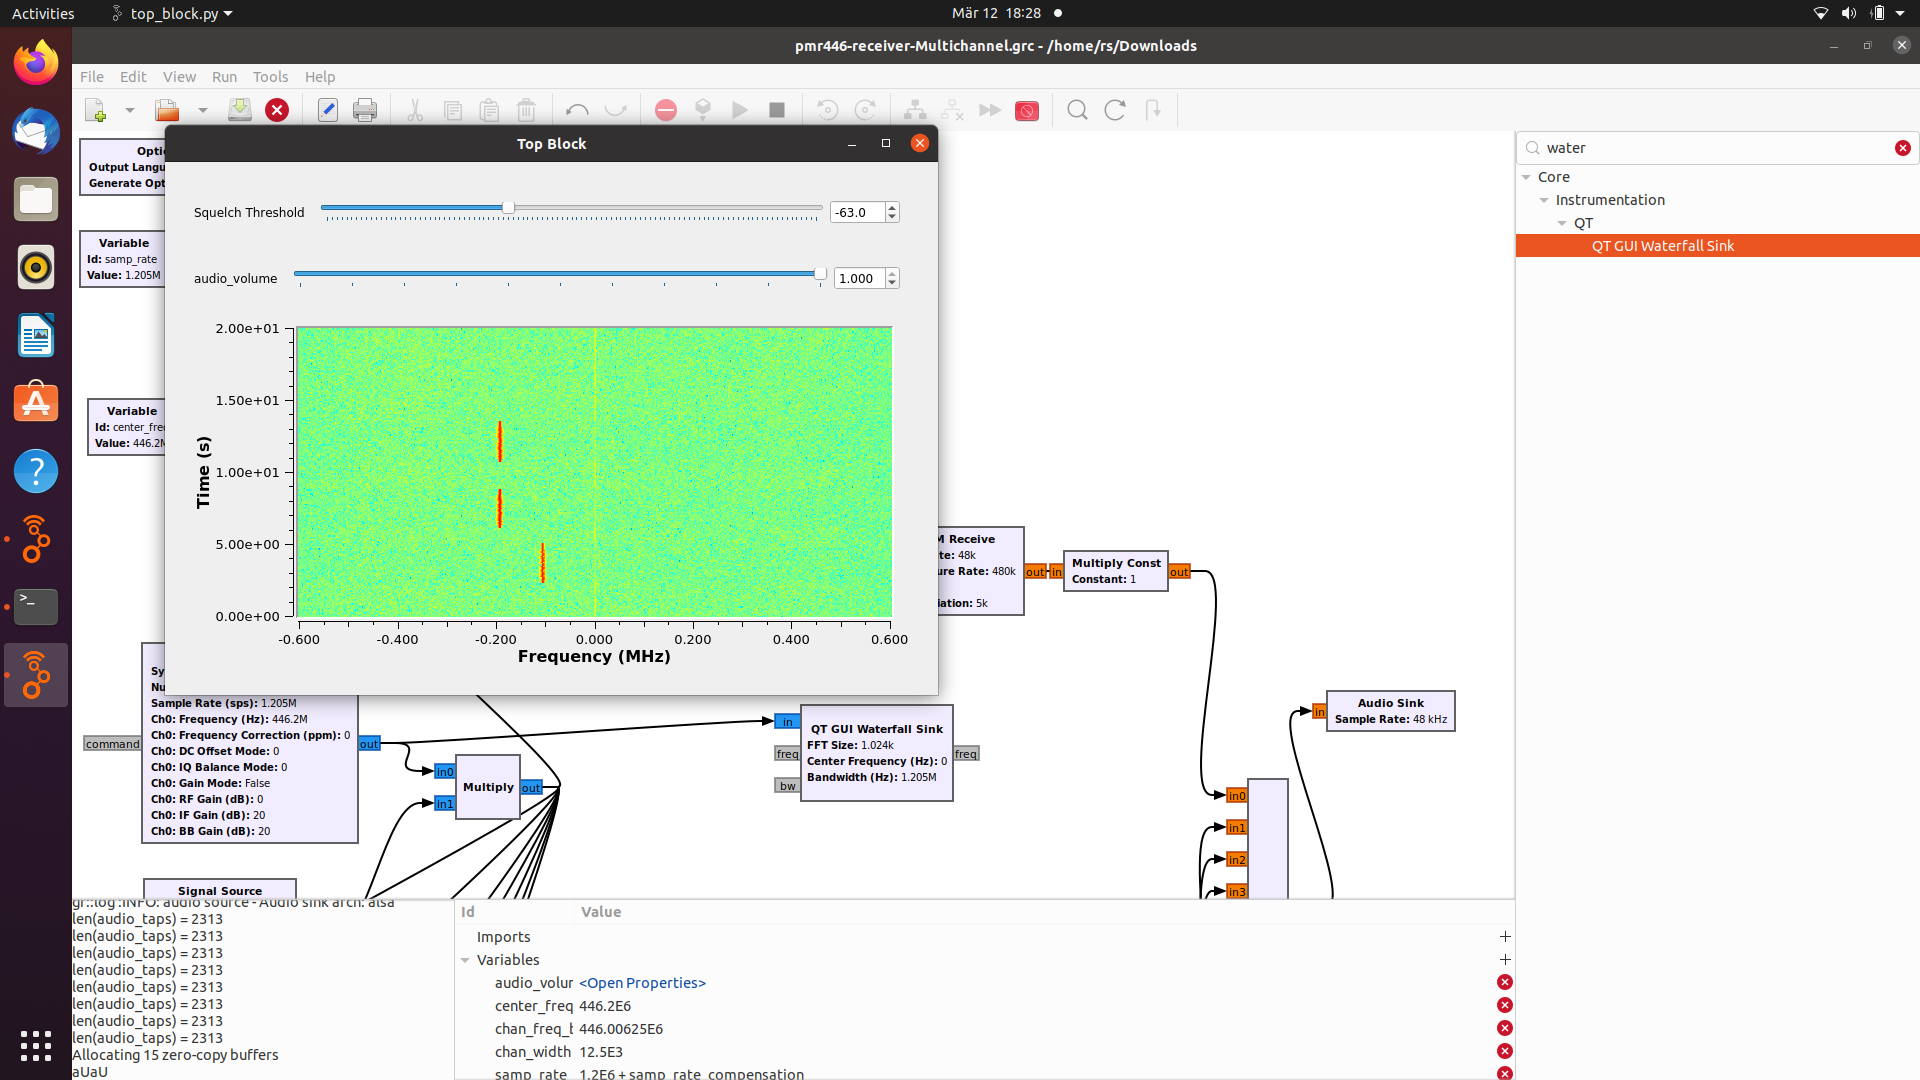 Activities
top_block.py
Mär 12 18:28
pmr446-receiver-Multichannel.grc - /home/rs/Downloads
File Edit View Run Tools Help
Top Block
Squelch Threshold
-63.0
audio_volume
1.000
2.00e+01
1.50e+01
1.00e+01
5.00e+00
0.00e+00
Time (s)
-0.600 -0.400 -0.200 0.000 0.200 0.400 0.600
Frequency (MHz)
Output Langu
Generate Opt
Variable
Id: samp_rate
Value: 1.205M
Variable
Id: center_fre
Value: 446.2M
M Receive
te: 48k
ure Rate: 480k
iation: 5k
out
in
Multiply Const
Constant: 1
out
Sy
Nu
Sample Rate (sps): 1.205M
Ch0: Frequency (Hz): 446.2M
Ch0: Frequency Correction (ppm): 0
Ch0: DC Offset Mode: 0
Ch0: IQ Balance Mode: 0
Ch0: Gain Mode: False
Ch0: RF Gain (dB): 0
Ch0: IF Gain (dB): 20
Ch0: BB Gain (dB): 20
command
out
in0
in1
Multiply
out
in
freq
bw
QT GUI Waterfall Sink
FFT Size: 1.024k
Center Frequency (Hz): 0
Bandwidth (Hz): 1.205M
freq
in
Audio Sink
Sample Rate: 48 kHz
in0
in1
in2
in3
Signal Source
water
Core
Instrumentation
QT
QT GUI Waterfall Sink
gr::log :INFO: audio source - Audio sink arch: alsa
len(audio_taps) = 2313
len(audio_taps) = 2313
len(audio_taps) = 2313
len(audio_taps) = 2313
len(audio_taps) = 2313
len(audio_taps) = 2313
len(audio_taps) = 2313
len(audio_taps) = 2313
Allocating 15 zero-copy buffers
aUaU
Id Value
Imports
Variables
audio_volur <Open Properties>
center_freq 446.2E6
chan_freq_b 446.00625E6
chan_width 12.5E3
samp_rate 1.2E6 + samp_rate_compensation